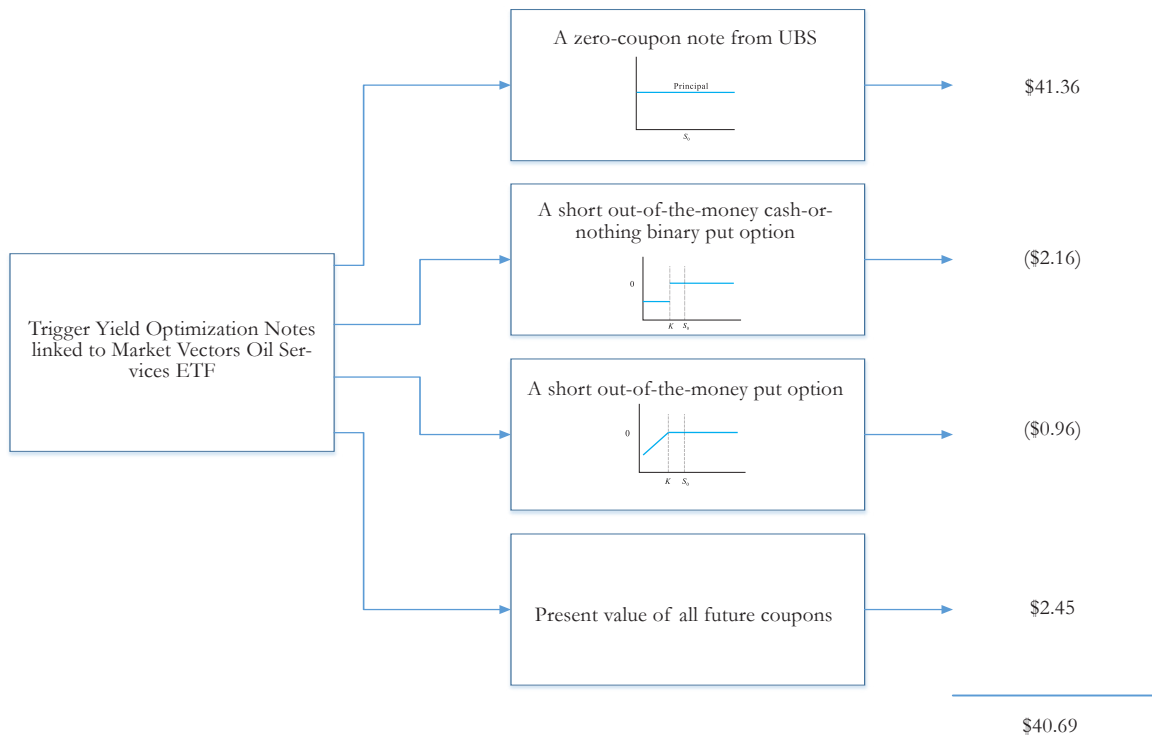 A zero-coupon note from UBS
Principal
S0
$41.36
A short out-of-the-money cash-or-
nothing binary put option
0
K S0
($2.16)
Trigger Yield Optimization Notes
linked to Market Vectors Oil Ser-
vices ETF
A short out-of-the-money put option
0
K S0
($0.96)
Present value of all future coupons
$2.45
$40.69